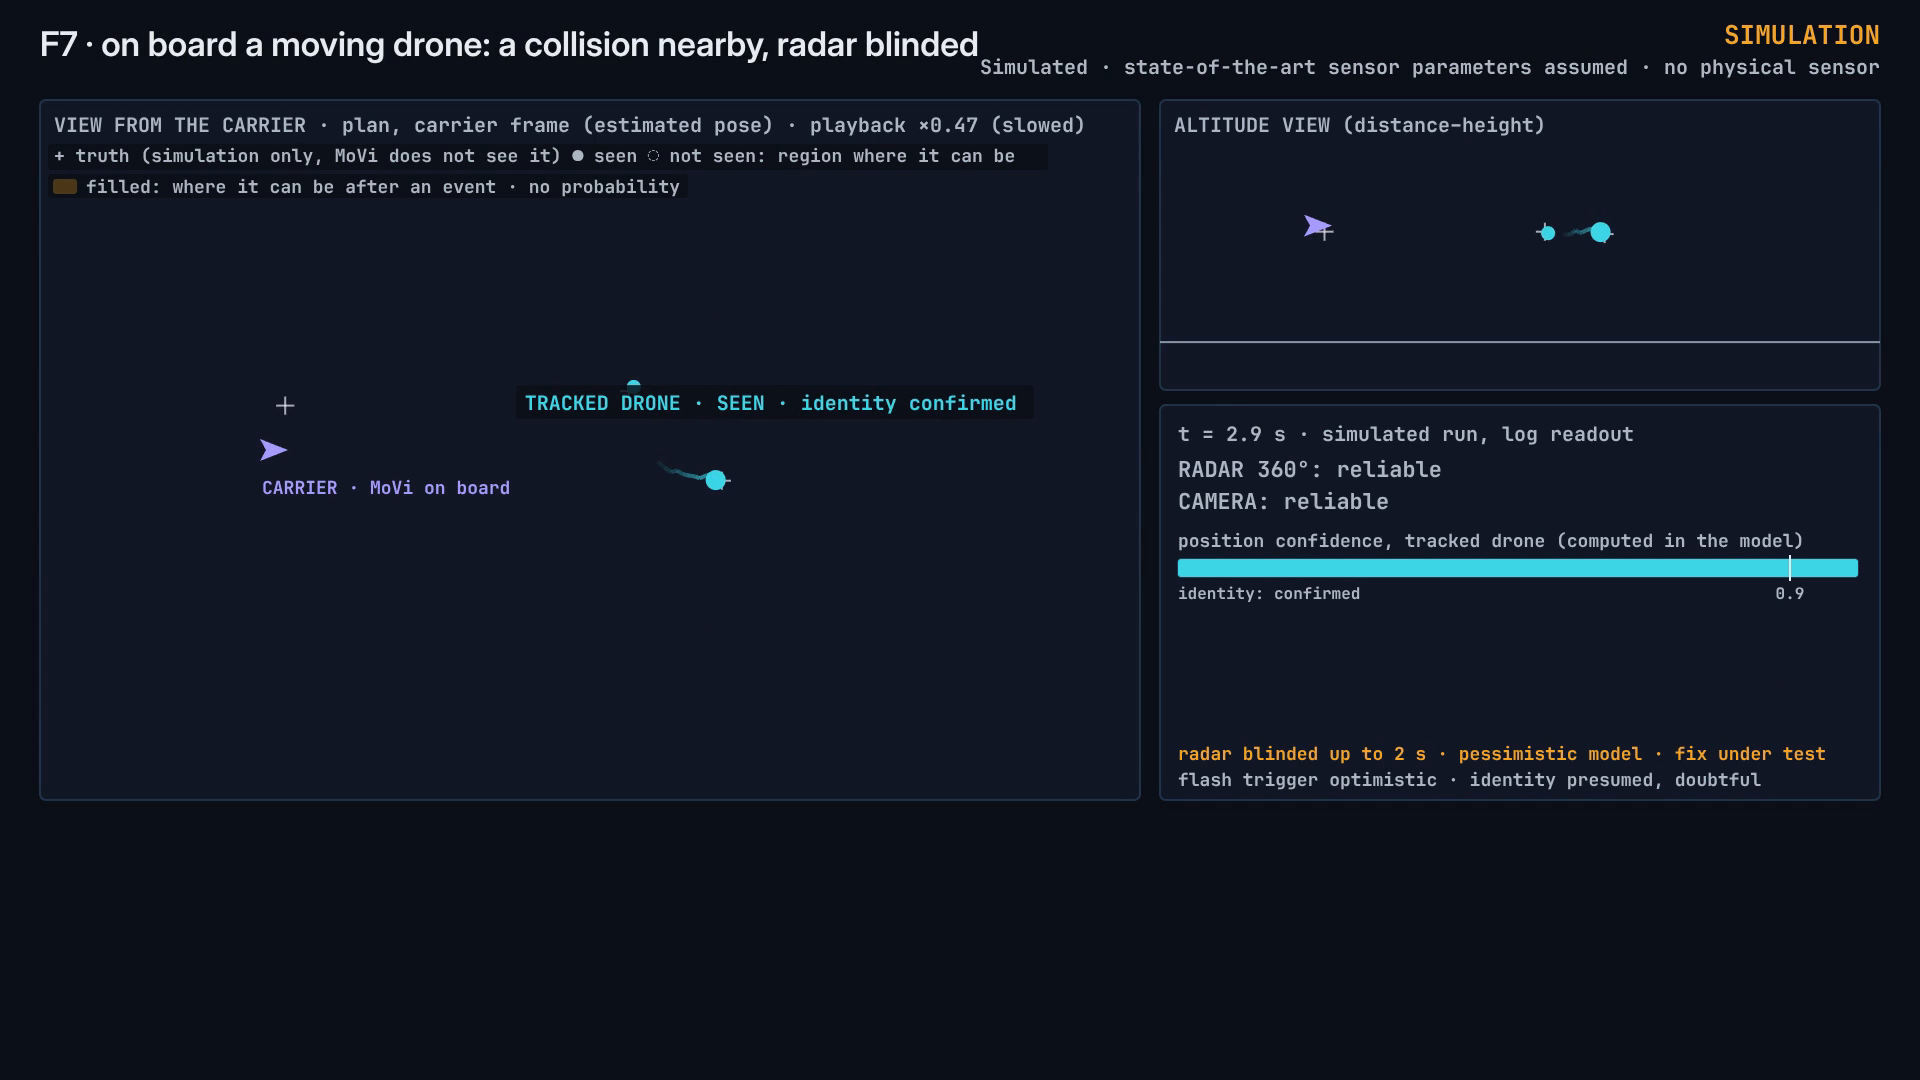 F7 · on board a moving drone: a collision nearby, radar blinded
SIMULATION
Simulated · state-of-the-art sensor parameters assumed · no physical sensor
VIEW FROM THE CARRIER · plan, carrier frame (estimated pose) · playback ×0.47 (slowed)
+ truth (simulation only, MoVi does not see it) ● seen ◌ not seen: region where it can be
filled: where it can be after an event · no probability
TRACKED DRONE · SEEN · identity confirmed
CARRIER · MoVi on board
ALTITUDE VIEW (distance–height)
t = 2.9 s · simulated run, log readout
RADAR 360°: reliable
CAMERA: reliable
position confidence, tracked drone (computed in the model)
identity: confirmed
0.9
radar blinded up to 2 s · pessimistic model · fix under test
flash trigger optimistic · identity presumed, doubtful